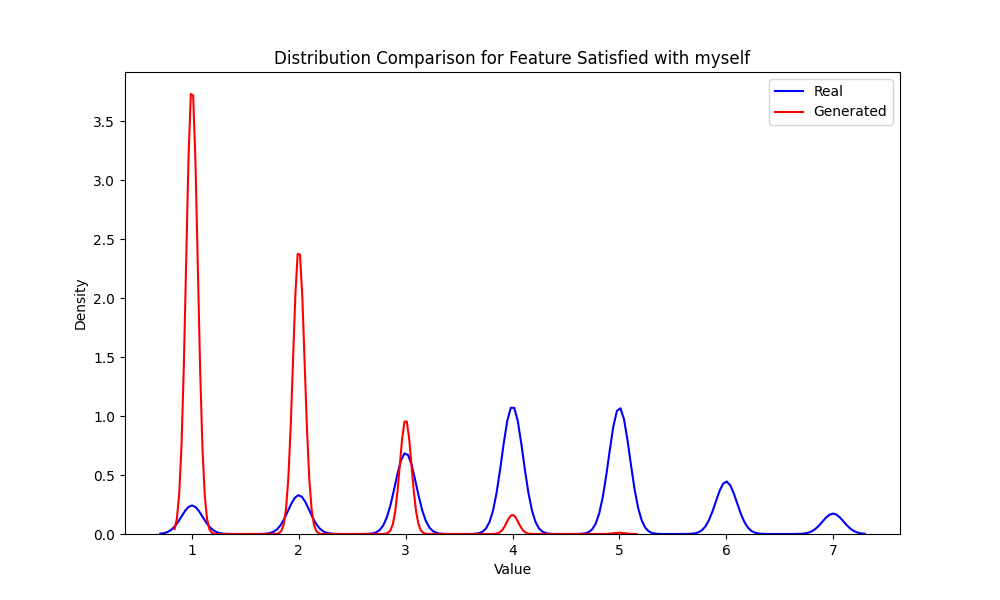 Distribution Comparison for Feature Satisfied with myself
Real
Generated
Density
3.5
3.0
2.5
2.0
1.5
1.0
0.5
0.0
1 2 3 4 5 6 7
Value